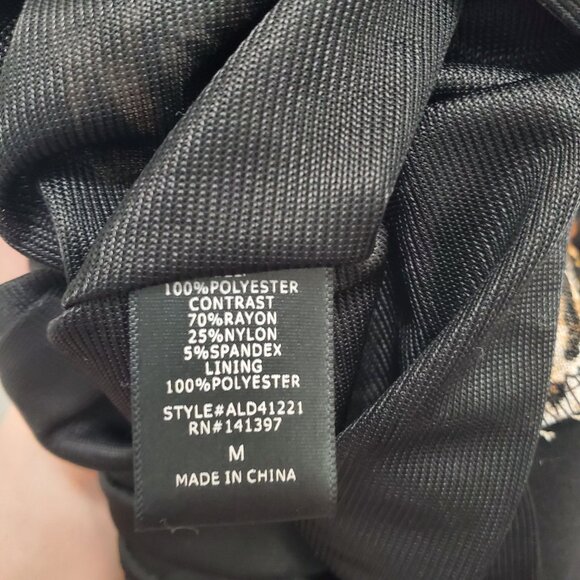 100%POLYESTER
CONTRAST
70%RAYON
25%NYLON
5%SPANDEX
LINING
100%POLYESTER
STYLE#ALD41221
RN#141397
M
MADE IN CHINA